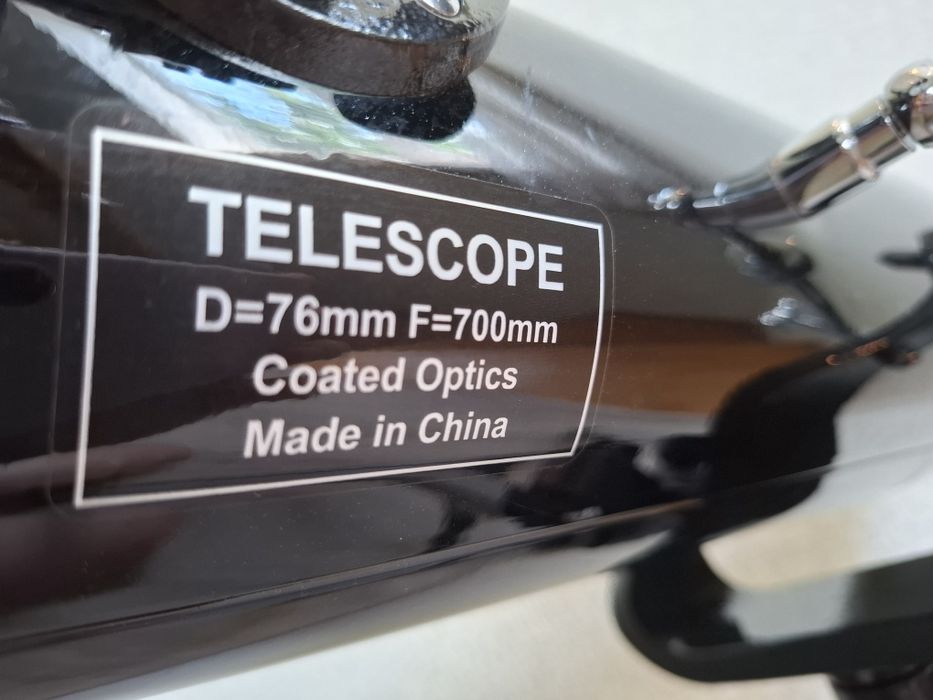 TELESCOPE
D=76mm F=700mm
Coated Optics
Made in China